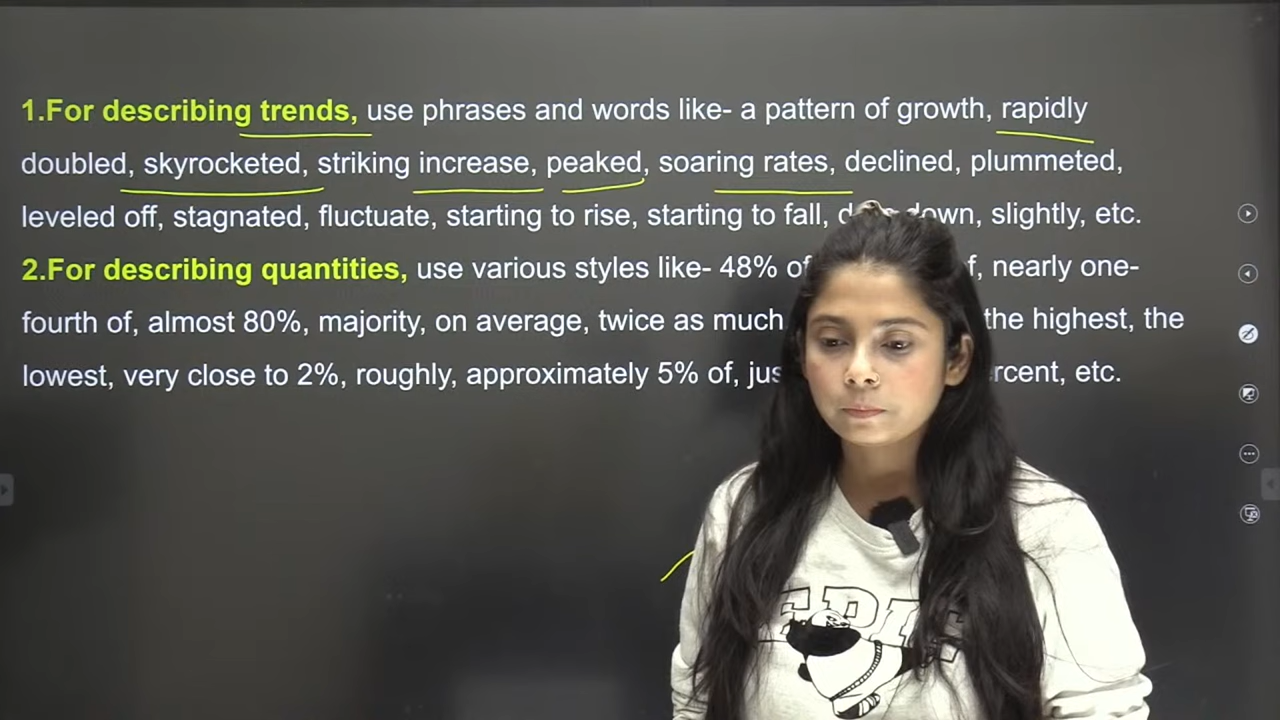 1.For describing trends, use phrases and words like- a pattern of growth, rapidly
doubled, skyrocketed, striking increase, peaked, soaring rates, declined, plummeted,
leveled off, stagnated, fluctuate, starting to rise, starting to fall, down, slightly, etc.
2.For describing quantities, use various styles like- 48% of nearly one-
fourth of, almost 80%, majority, on average, twice as much the highest, the
lowest, very close to 2%, roughly, approximately 5% of, etc.
EPIC